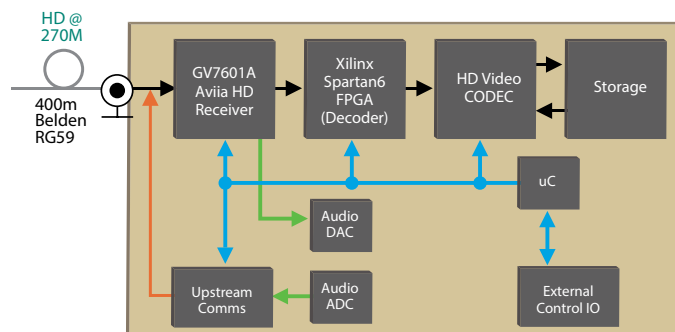 HD @
270M
400m
Belden
RG59
GV7601A
Aviia HD
Receiver
Xilinx
Spartan6
FPGA
(Decoder)
HD Video
CODEC
Storage
uC
Audio
DAC
Upstream
Comms
Audio
ADC
External
Control IO